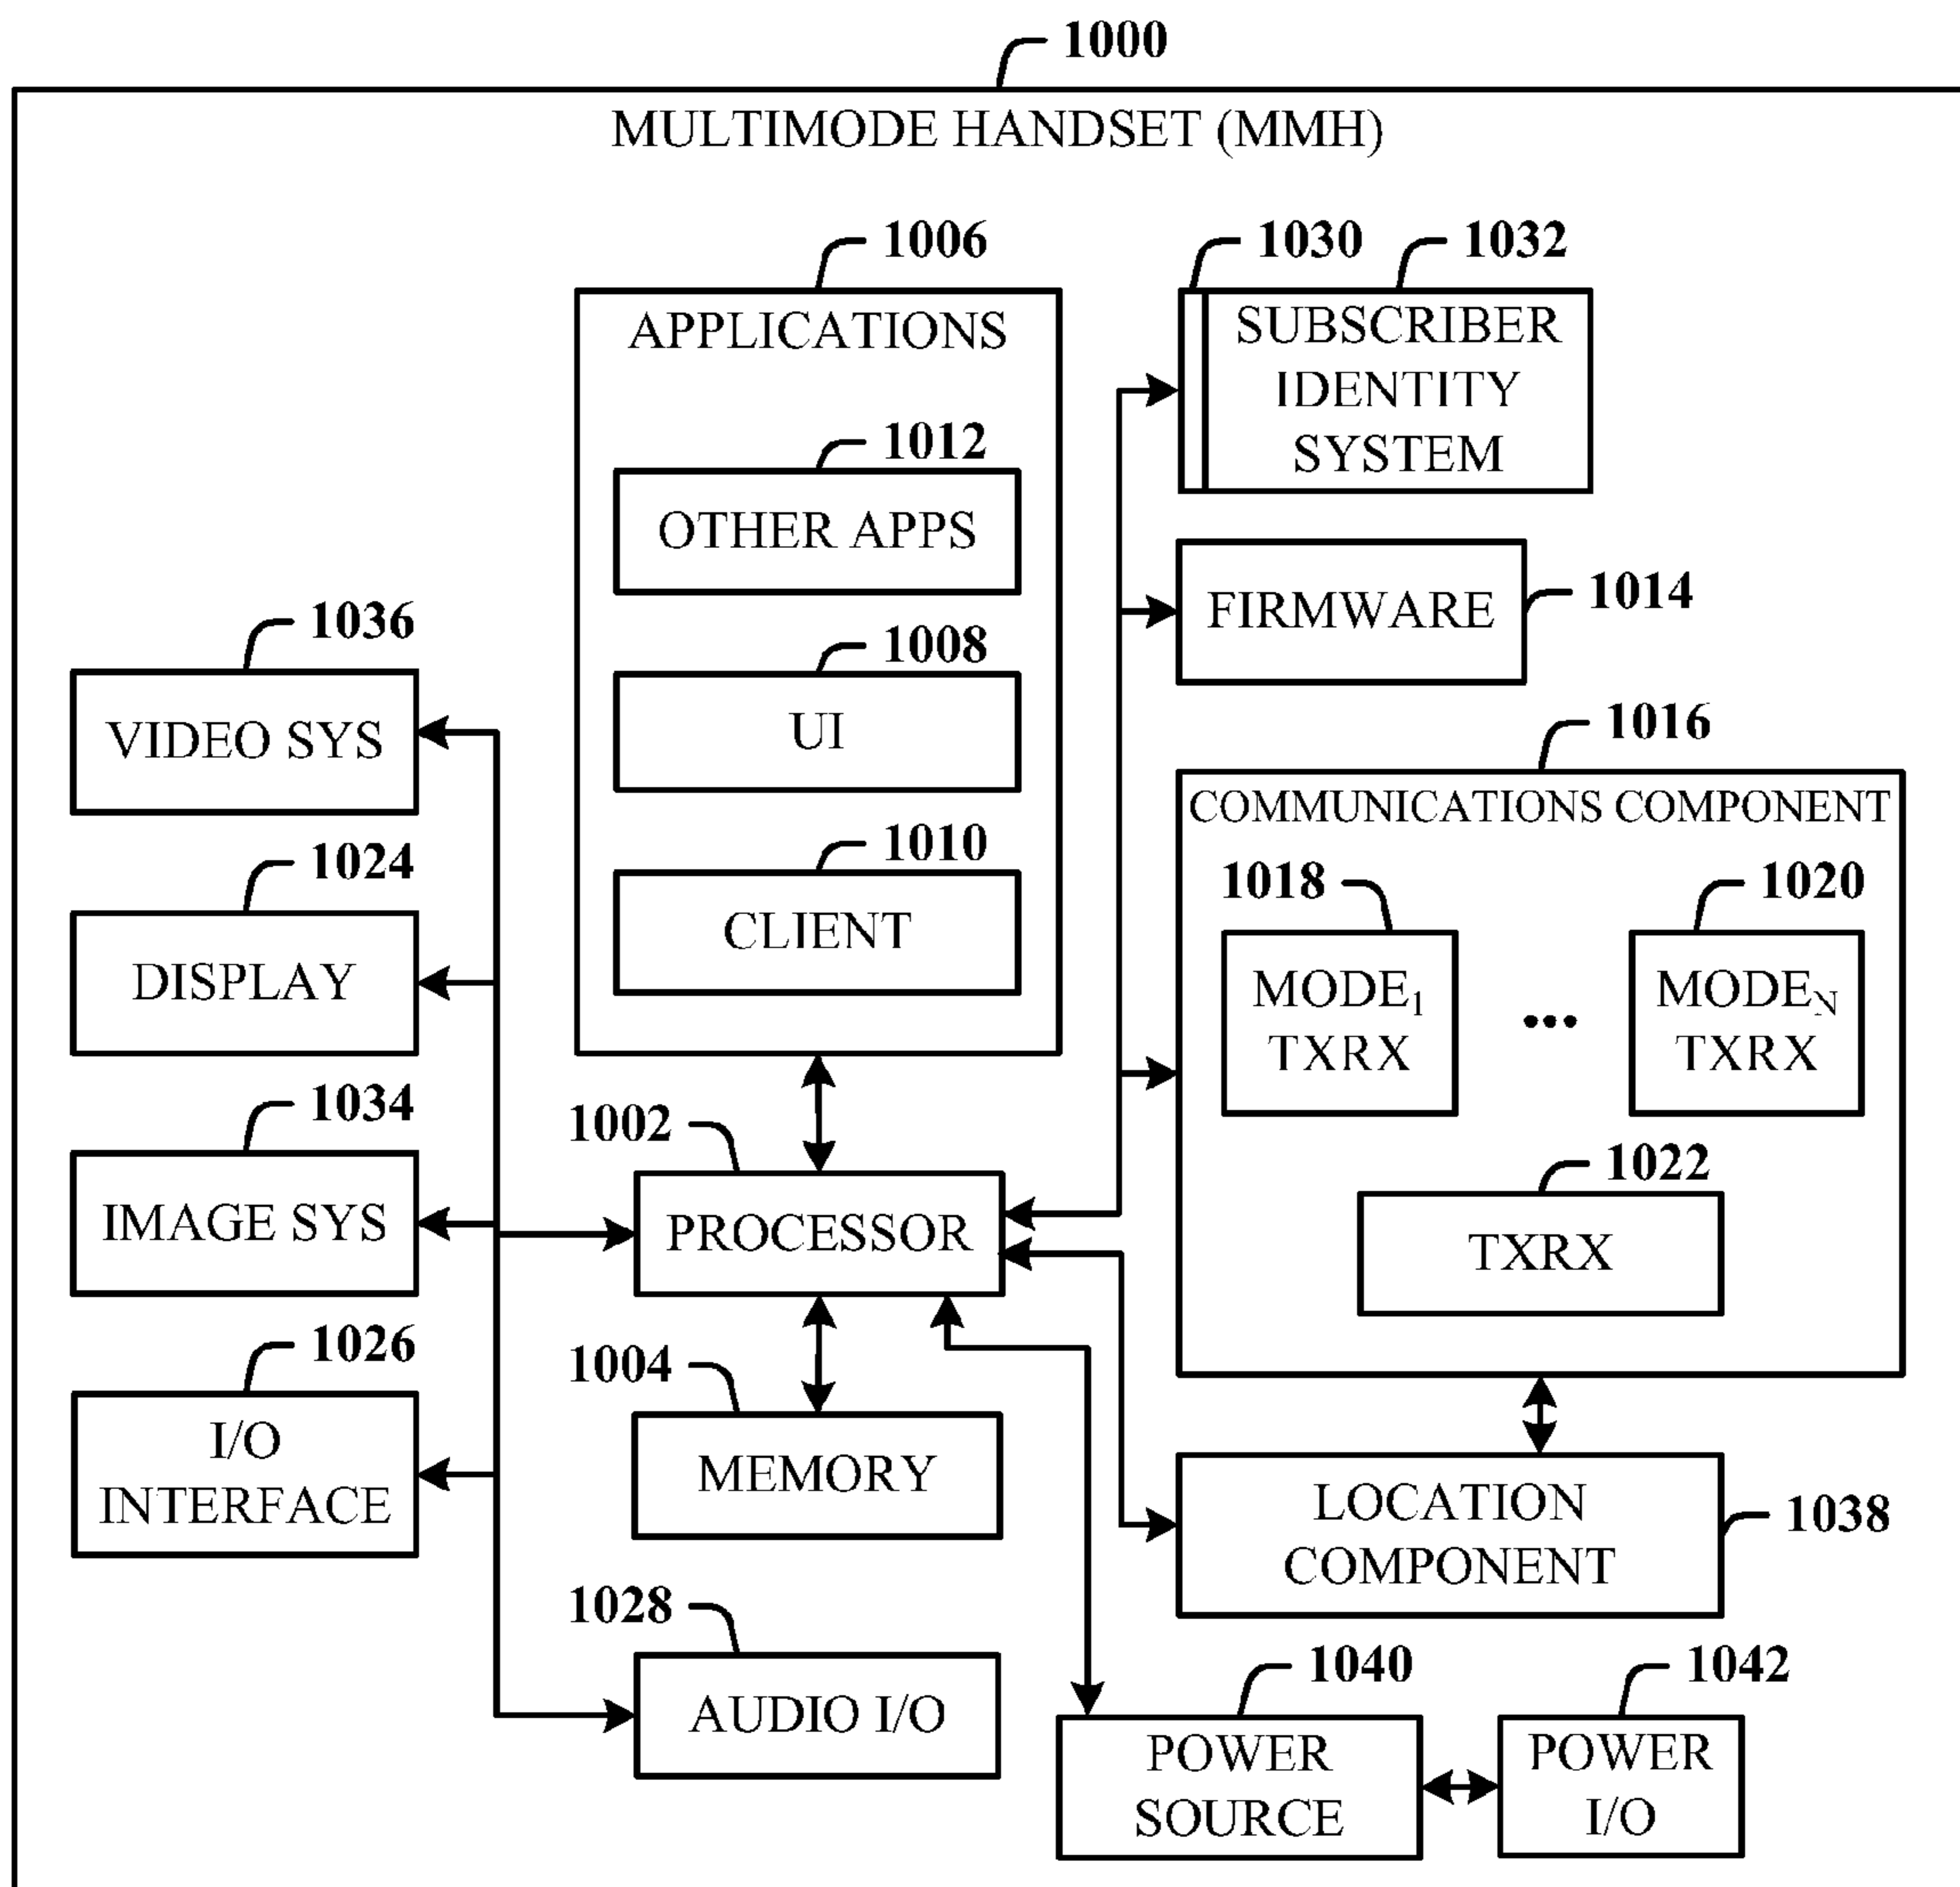 1000
MULTIMODE HANDSET (MMH)
1006
APPLICATIONS
1012
OTHER APPS
1008
UI
1010
CLIENT
1030
1032
SUBSCRIBER
IDENTITY
SYSTEM
FIRMWARE
1014
1036
VIDEO SYS
1024
DISPLAY
1034
IMAGE SYS
1026
I/O
INTERFACE
1016
COMMUNICATIONS COMPONENT
1018
MODE1
TXRX
...
1020
MODEN
TXRX
1022
TXRX
1002
PROCESSOR
1004
MEMORY
1028
AUDIO I/O
LOCATION
COMPONENT
1038
1040
POWER
SOURCE
1042
POWER
I/O